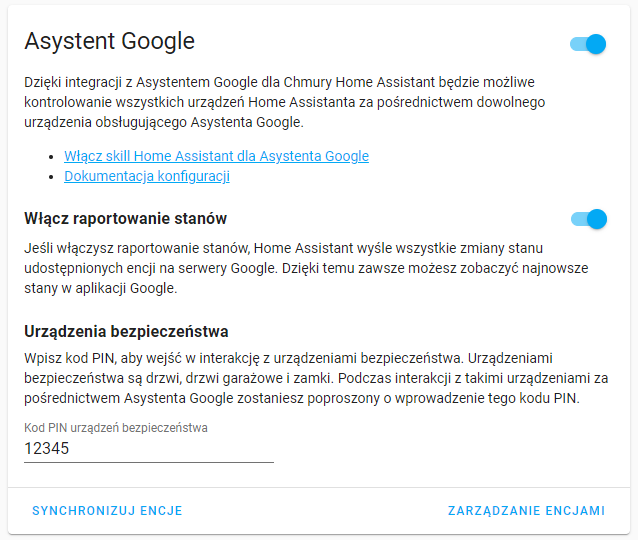 Asystent Google
Dzięki integracji z Asystentem Google dla Chmury Home Assistant będzie możliwe
kontrolowanie wszystkich urządzeń Home Assistanta za pośrednictwem dowolnego
urządzenia obsługującego Asystenta Google.
Włącz skill Home Assistant dla Asystenta Google
Dokumentacja konfiguracji
Włącz raportowanie stanów
Jeśli włączysz raportowanie stanów, Home Assistant wyśle wszystkie zmiany stanu
udostępnionych encji na serwery Google. Dzięki temu zawsze możesz zobaczyć najnowsze
stany w aplikacji Google.
Urządzenia bezpieczeństwa
Wpisz kod PIN, aby wejść w interakcję z urządzeniami bezpieczeństwa. Urządzeniami
bezpieczeństwa są drzwi, drzwi garażowe i zamki. Podczas interakcji z takimi urządzeniami za
pośrednictwem Asystenta Google zostaniesz poproszony o wprowadzenie tego kodu PIN.
Kod PIN urządzeń bezpieczeństwa
12345
SYNCHRONIZUJ ENCJE
ZARZĄDZANIE ENCJAMI